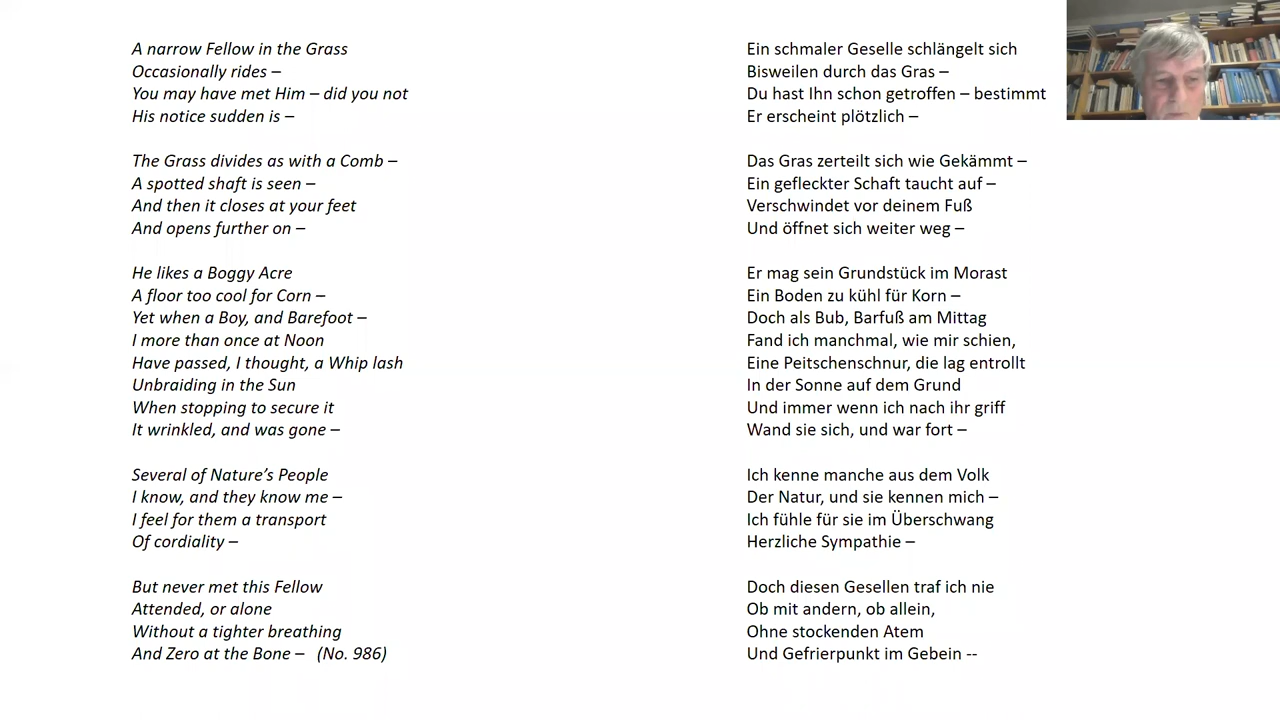 A narrow Fellow in the Grass
Occasionally rides –
You may have met Him – did you not
His notice sudden is –
The Grass divides as with a Comb –
A spotted shaft is seen –
And then it closes at your feet
And opens further on –
He likes a Boggy Acre
A floor too cool for Corn –
Yet when a Boy, and Barefoot –
I more than once at Noon
Have passed, I thought, a Whip lash
Unbraiding in the Sun
When stopping to secure it
It wrinkled, and was gone –
Several of Nature’s People
I know, and they know me –
I feel for them a transport
Of cordiality –
But never met this Fellow
Attended, or alone
Without a tighter breathing
And Zero at the Bone – (No. 986)
Ein schmaler Geselle schlängelt sich
Bisweilen durch das Gras –
Du hast Ihn schon getroffen – bestimmt
Er erscheint plötzlich –
Das Gras zerteilt sich wie Gekämmt –
Ein gefleckter Schaft taucht auf –
Verschwindet vor deinem Fuß
Und öffnet sich weiter weg –
Er mag sein Grundstück im Morast
Ein Boden zu kühl für Korn –
Doch als Bub, Barfuß am Mittag
Fand ich manchmal, wie mir schien,
Eine Peitschenschnur, die lag entrollt
In der Sonne auf dem Grund
Und immer wenn ich nach ihr griff
Wand sie sich, und war fort –
Ich kenne manche aus dem Volk
Der Natur, und sie kennen mich –
Ich fühle für sie im Überschwang
Herzliche Sympathie –
Doch diesen Gesellen traf ich nie
Ob mit andern, ob allein,
Ohne stockenden Atem
Und Gefrierpunkt im Gebein --